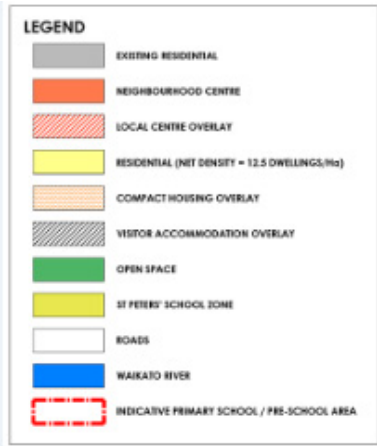 LEGEND
EXISTING RESIDENTIAL
NEIGHBOURHOOD CENTRE
LOCAL CENTRE OVERLAY
RESIDENTIAL (NET DENSITY = 12.5 DWELLINGS/Ha)
COMPACT HOUSING OVERLAY
VISITOR ACCOMMODATION OVERLAY
OPEN SPACE
ST PETERS' SCHOOL ZONE
ROADS
WAIKATO RIVER
INDICATIVE PRIMARY SCHOOL / PRE-SCHOOL AREA